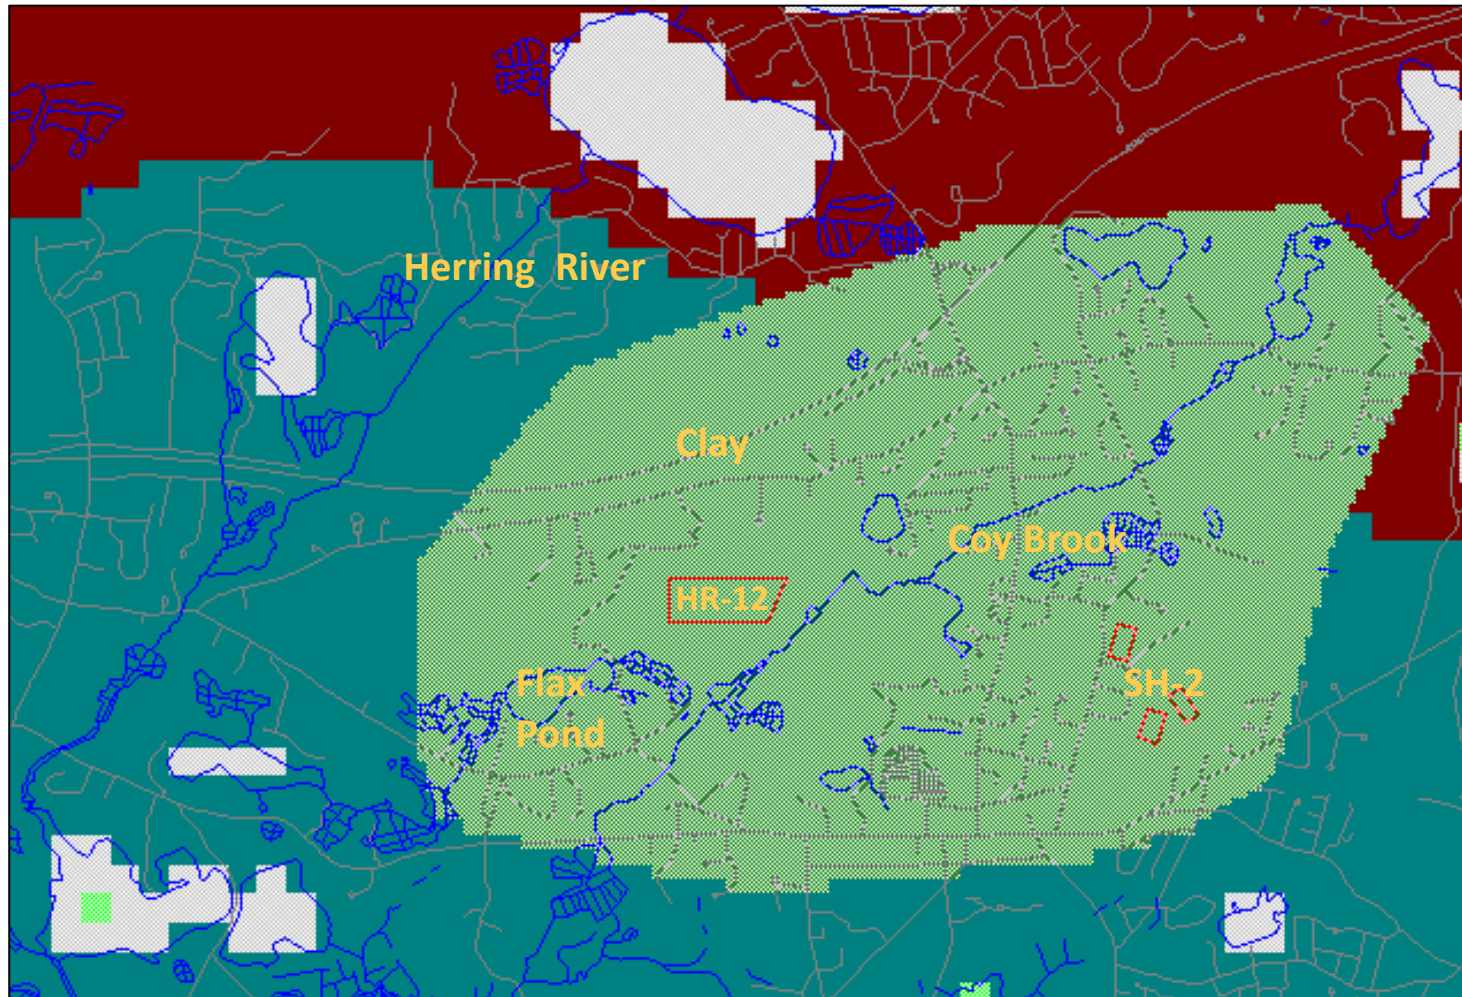 Herring River
Clay
Coy Brook
HR-12
Flax
Pond
SH-2